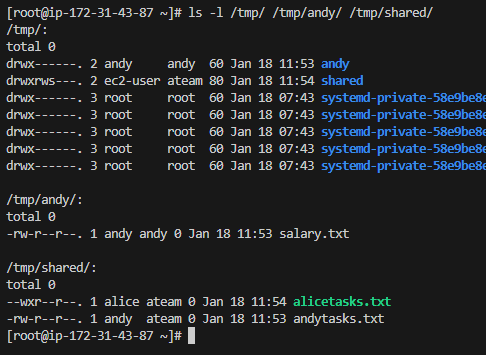 [root@ip-172-31-43-87 ~]# ls -l /tmp/ /tmp/andy/ /tmp/shared/
/tmp/:
total 0
drwx------. 2 andy     andy  60 Jan 18 11:53 andy
drwxrws---. 2 ec2-user ateam 80 Jan 18 11:54 shared
drwx------. 3 root     root  60 Jan 18 07:43 systemd-private-58e9be8e
drwx------. 3 root     root  60 Jan 18 07:43 systemd-private-58e9be8e
drwx------. 3 root     root  60 Jan 18 07:43 systemd-private-58e9be8e
drwx------. 3 root     root  60 Jan 18 07:43 systemd-private-58e9be8e
drwx------. 3 root     root  60 Jan 18 07:43 systemd-private-58e9be8e
/tmp/andy/:
total 0
-rw-r--r--. 1 andy andy 0 Jan 18 11:53 salary.txt
/tmp/shared/:
total 0
--wxr--r--. 1 alice ateam 0 Jan 18 11:54 alicetasks.txt
-rw-r--r--. 1 andy  ateam 0 Jan 18 11:53 andytasks.txt
[root@ip-172-31-43-87 ~]#